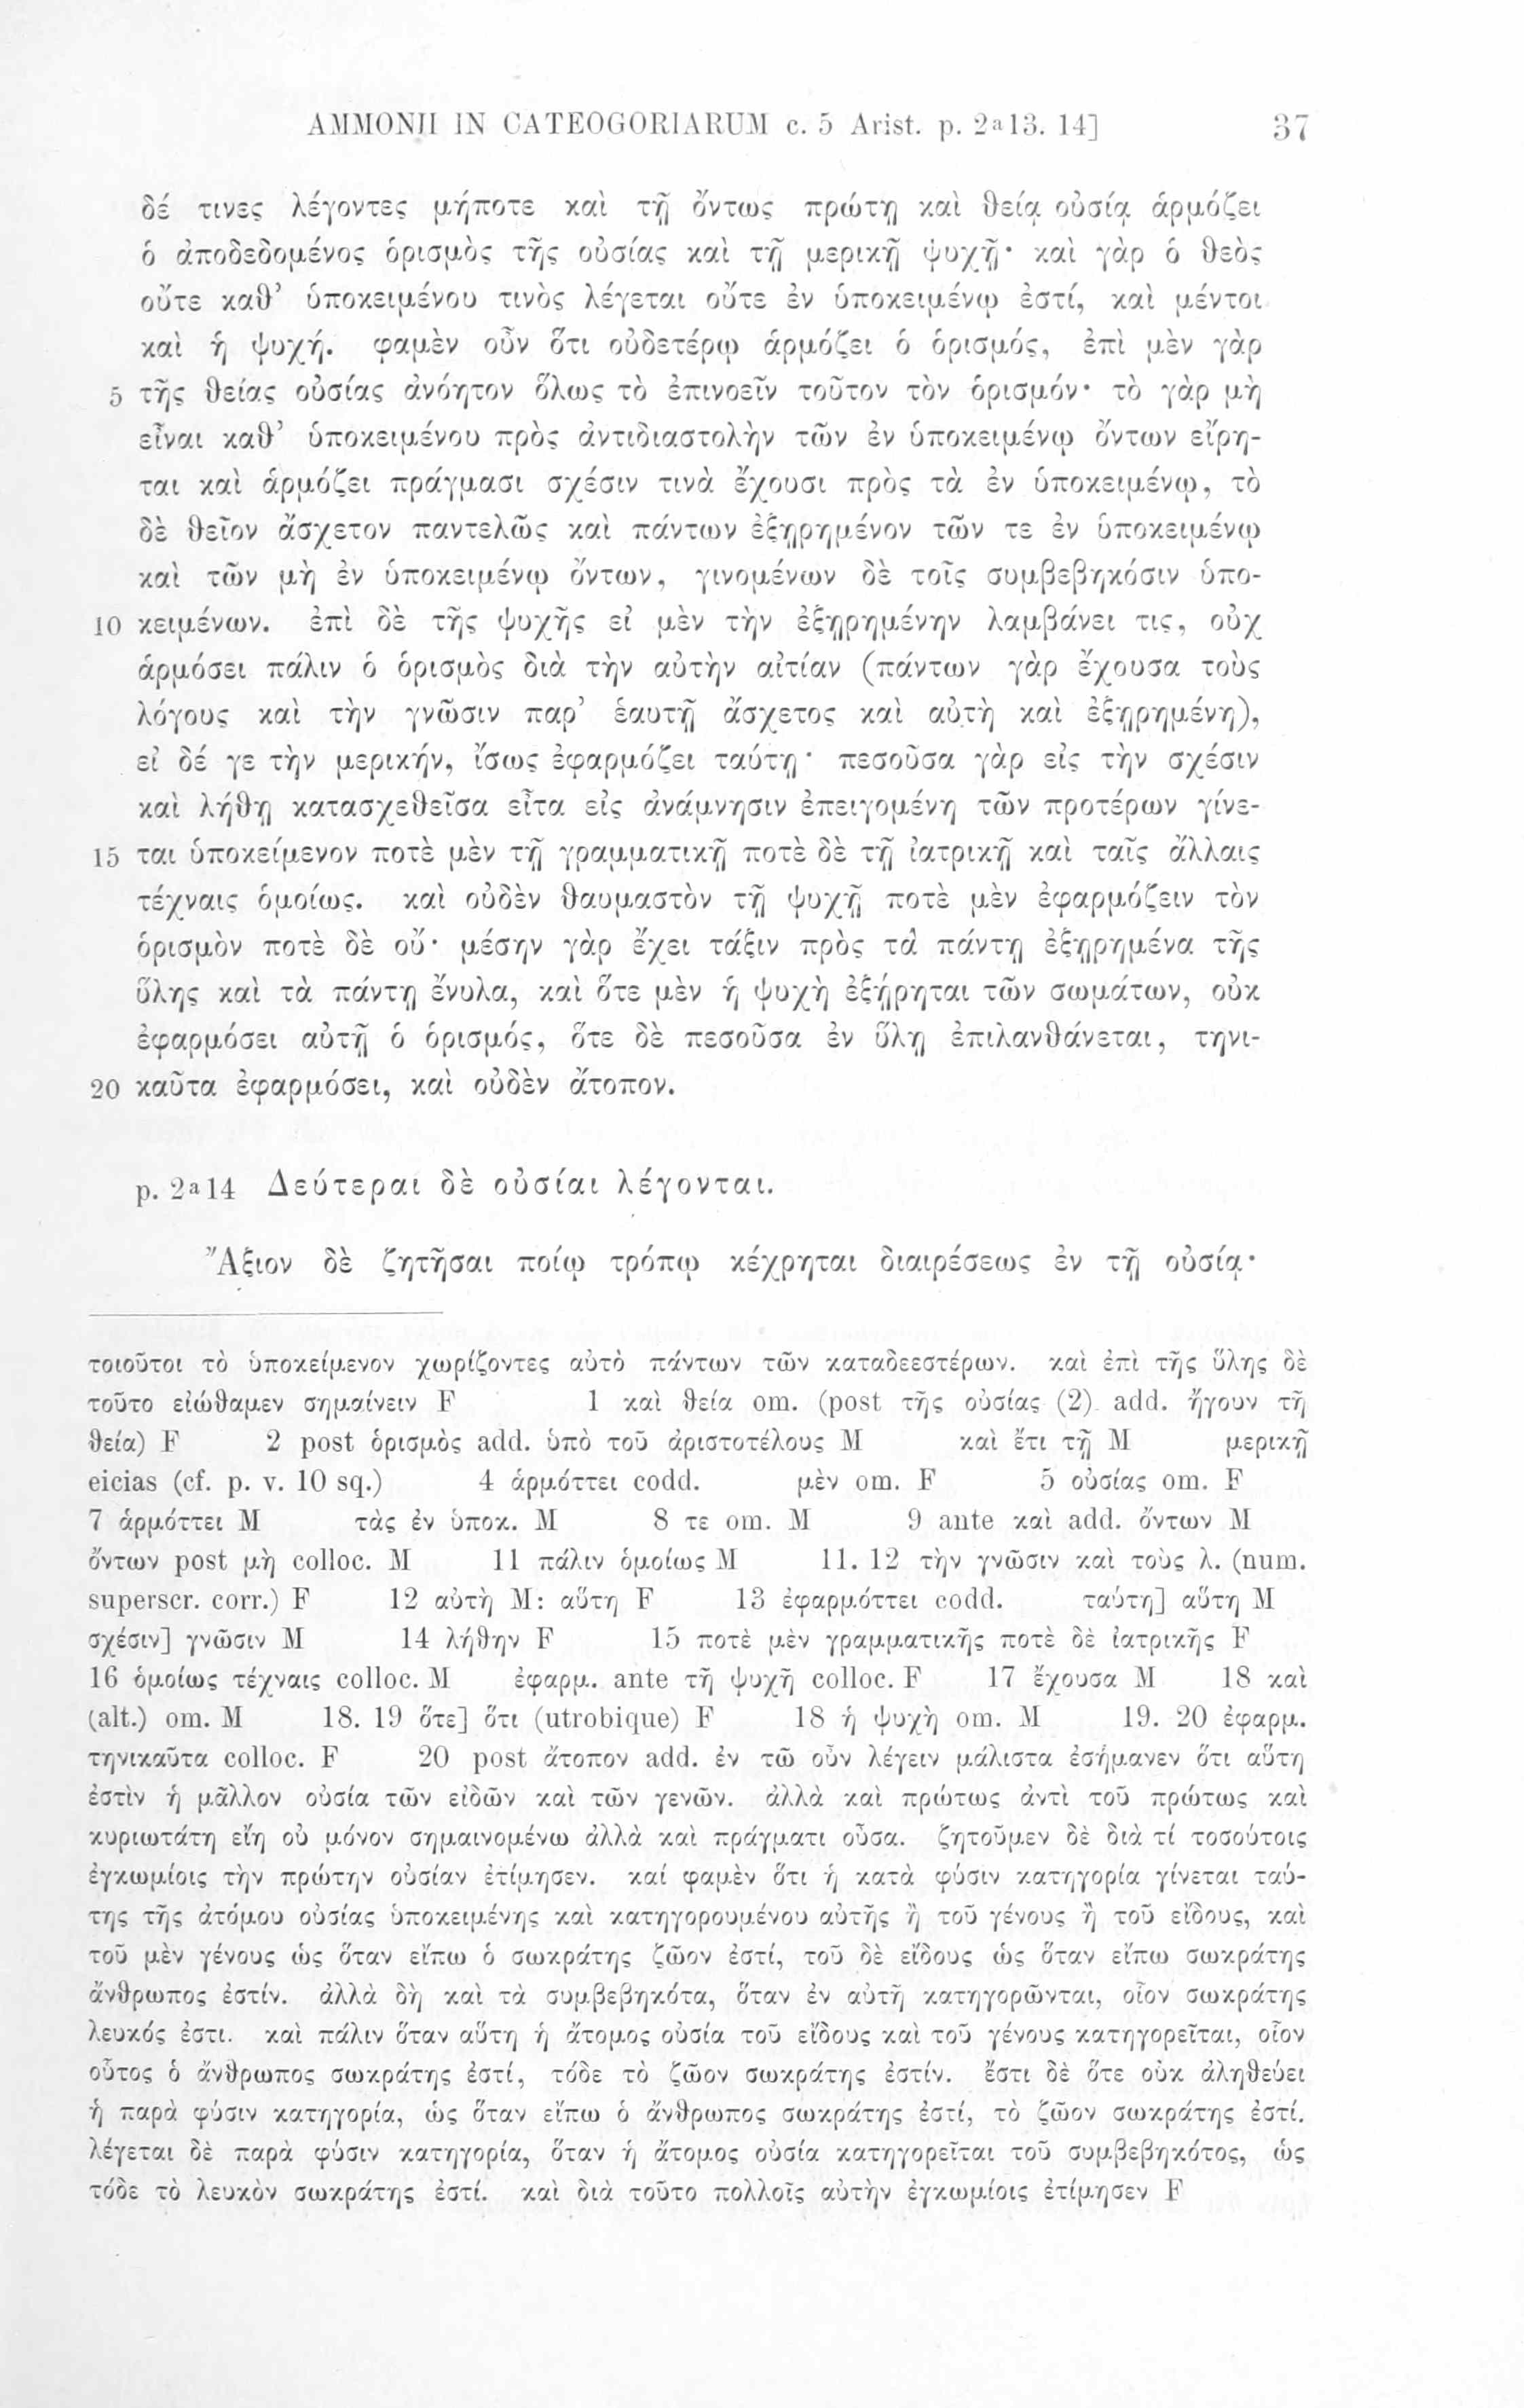 AMMONII IN CATEOGORIARUM c. 5 Arist. p. 2a13. 14] 37
δέ τινες λέγοντες μήποτε καὶ τῇ ὄντως πρώτῃ καὶ θείᾳ οὐσίᾳ ἁρμόζει
ὁ ἀποδεδομένος ὁρισμὸς τῆς οὐσίας καὶ τῇ μερικῇ ψυχῇ· καὶ γὰρ ὁ θεὸς
οὔτε καθ’ ὑποκειμένου τινὸς λέγεται οὔτε ἐν ὑποκειμένῳ ἐστί, καὶ μέντοι
καὶ ἡ ψυχή. φαμὲν οὖν ὅτι οὐδετέρῳ ἁρμόζει ὁ ὁρισμός, ἐπὶ μὲν γὰρ
5 τῆς θείας οὐσίας ἀνόητον ὅλως τὸ ἐπινοεῖν τοῦτον τὸν ὁρισμόν· τὸ γὰρ μὴ
εἶναι καθ’ ὑποκειμένου πρὸς ἀντιδιαστολὴν τῶν ἐν ὑποκειμένῳ ὄντων εἴρη-
ται καὶ ἁρμόζει πράγμασι σχέσιν τινὰ ἔχουσι πρὸς τὰ ἐν ὑποκειμένῳ, τὸ
δὲ θεῖον ἄσχετον παντελῶς καὶ πάντων ἐξῃρημένον τῶν τε ἐν ὑποκειμένῳ
καὶ τῶν μὴ ἐν ὑποκειμένῳ ὄντων, γινομένων δὲ τοῖς συμβεβηκόσιν ὑπο-
10 κειμένων. ἐπὶ δὲ τῆς ψυχῆς εἰ μὲν τὴν ἐξῃρημένην λαμβάνει τις, οὐχ
ἁρμόσει πάλιν ὁ ὁρισμὸς διὰ τὴν αὐτὴν αἰτίαν (πάντων γὰρ ἔχουσα τοὺς
λόγους καὶ τὴν γνῶσιν παρ’ ἑαυτῇ ἄσχετος καὶ αὐτὴ καὶ ἐξῃρημένη),
εἰ δέ γε τὴν μερικήν, ἴσως ἐφαρμόζει ταύτῃ· πεσοῦσα γὰρ εἰς τὴν σχέσιν
καὶ λήθῃ κατασχεθεῖσα εἶτα εἰς ἀνάμνησιν ἐπειγομένη τῶν προτέρων γίνε-
15 ται ὑποκείμενον ποτὲ μὲν τῇ γραμματικῇ ποτὲ δὲ τῇ ἰατρικῇ καὶ ταῖς ἄλλαις
τέχναις ὁμοίως. καὶ οὐδὲν θαυμαστὸν τῇ ψυχῇ ποτὲ μὲν ἐφαρμόζειν τὸν
ὁρισμὸν ποτὲ δὲ οὔ· μέσην γὰρ ἔχει τάξιν πρὸς τὰ πάντῃ ἐξῃρημένα τῆς
ὕλης καὶ τὰ πάντῃ ἔνυλα, καὶ ὅτε μὲν ἡ ψυχὴ ἐξῄρηται τῶν σωμάτων, οὐκ
ἐφαρμόσει αὐτῇ ὁ ὁρισμός, ὅτε δὲ πεσοῦσα ἐν ὕλῃ ἐπιλανθάνεται, τηνι-
20 καῦτα ἐφαρμόσει, καὶ οὐδὲν ἄτοπον.
p. 2a14 Δεύτεραι δὲ οὐσίαι λέγονται.
Ἄξιον δὲ ζητῆσαι ποίῳ τρόπῳ κέχρηται διαιρέσεως ἐν τῇ οὐσίᾳ·
τοιοῦτοι τὸ ὑποκείμενον χωρίζοντες αὐτὸ πάντων τῶν καταδεεστέρων. καὶ ἐπὶ τῆς ὕλης δὲ
τοῦτο εἰώθαμεν σημαίνειν F 1 καὶ θεία om. (post τῆς οὐσίας (2) add. ἤγουν τῆ
θεία) F 2 post ὁρισμὸς add. ὑπὸ τοῦ ἀριστοτέλους M καὶ ἔτι τῆ M μερικῇ
eicias (cf. p. v. 10 sq.) 4 ἁρμόττει codd. μὲν om. F 5 οὐσίας om. F
7 ἁρμόττει M τὰς ἐν ὑποκ. M 8 τε om. M 9 ante καὶ add. ὄντων M
ὄντων post μὴ colloc. M 11 πάλιν ὁμοίως M 11. 12 τὴν γνῶσιν καὶ τοὺς λ. (num.
superscr. corr.) F 12 αὐτὴ M: αὕτη F 13 ἐφαρμόττει codd. ταύτῃ] αὕτη M
σχέσιν] γνῶσιν M 14 λήθην F 15 ποτὲ μὲν γραμματικῆς ποτὲ δὲ ἰατρικῆς F
16 ὁμοίως τέχναις colloc. M ἐφαρμ. ante τῇ ψυχῇ colloc. F 17 ἔχουσα M 18 καὶ
(alt.) om. M 18. 19 ὅτε] ὅτι (utrobique) F 18 ἡ ψυχὴ om. M 19. 20 ἐφαρμ.
τηνικαῦτα colloc. F 20 post ἄτοπον add. ἐν τῶ οὖν λέγειν μάλιστα ἐσήμανεν ὅτι αὕτη
ἐστὶν ἡ μᾶλλον οὐσία τῶν εἰδῶν καὶ τῶν γενῶν. ἀλλὰ καὶ πρώτως ἀντὶ τοῦ πρώτως καὶ
κυριωτάτη εἴη οὐ μόνον σημαινομένω ἀλλὰ καὶ πράγματι οὖσα. ζητοῦμεν δὲ διὰ τί τοσούτοις
ἐγκωμίοις τὴν πρώτην οὐσίαν ἐτίμησεν. καί φαμὲν ὅτι ἡ κατὰ φύσιν κατηγορία γίνεται ταύ-
της τῆς ἀτόμου οὐσίας ὑποκειμένης καὶ κατηγορουμένου αὐτῆς ἢ τοῦ γένους ἢ τοῦ εἴδους, καὶ
τοῦ μὲν γένους ὡς ὅταν εἴπω ὁ σωκράτης ζῶον ἐστί, τοῦ δὲ εἴδους ὡς ὅταν εἴπω σωκράτης
ἄνθρωπος ἐστίν. ἀλλὰ δὴ καὶ τὰ συμβεβηκότα, ὅταν ἐν αὐτῆ κατηγορῶνται, οἷον σωκράτης
λευκός ἐστι. καὶ πάλιν ὅταν αὕτη ἡ ἄτομος οὐσία τοῦ εἴδους καὶ τοῦ γένους κατηγορεῖται, οἷον
οὗτος ὁ ἄνθρωπος σωκράτης ἐστί, τόδε τὸ ζῶον σωκράτης ἐστίν. ἔστι δὲ ὅτε οὐκ ἀληθεύει
ἡ παρὰ φύσιν κατηγορία, ὡς ὅταν εἴπω ὁ ἄνθρωπος σωκράτης ἐστί, τὸ ζῶον σωκράτης ἐστί.
λέγεται δὲ παρὰ φύσιν κατηγορία, ὅταν ἡ ἄτομος οὐσία κατηγορεῖται τοῦ συμβεβηκότος, ὡς
τόδε τὸ λευκὸν σωκράτης ἐστί. καὶ διὰ τοῦτο πολλοῖς αὐτὴν ἐγκωμίοις ἐτίμησεν F